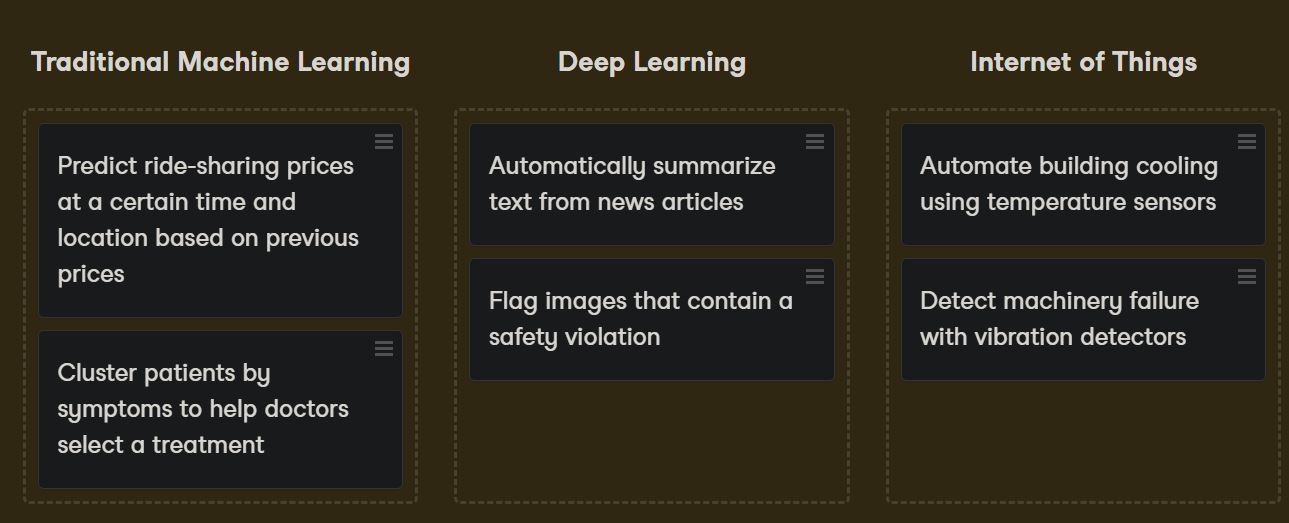 Traditional Machine Learning
Predict ride-sharing prices
at a certain time and
location based on previous
prices
Cluster patients by
symptoms to help doctors
select a treatment
Deep Learning
Automatically summarize
text from news articles
Flag images that contain a
safety violation
Internet of Things
Automate building cooling
using temperature sensors
Detect machinery failure
with vibration detectors